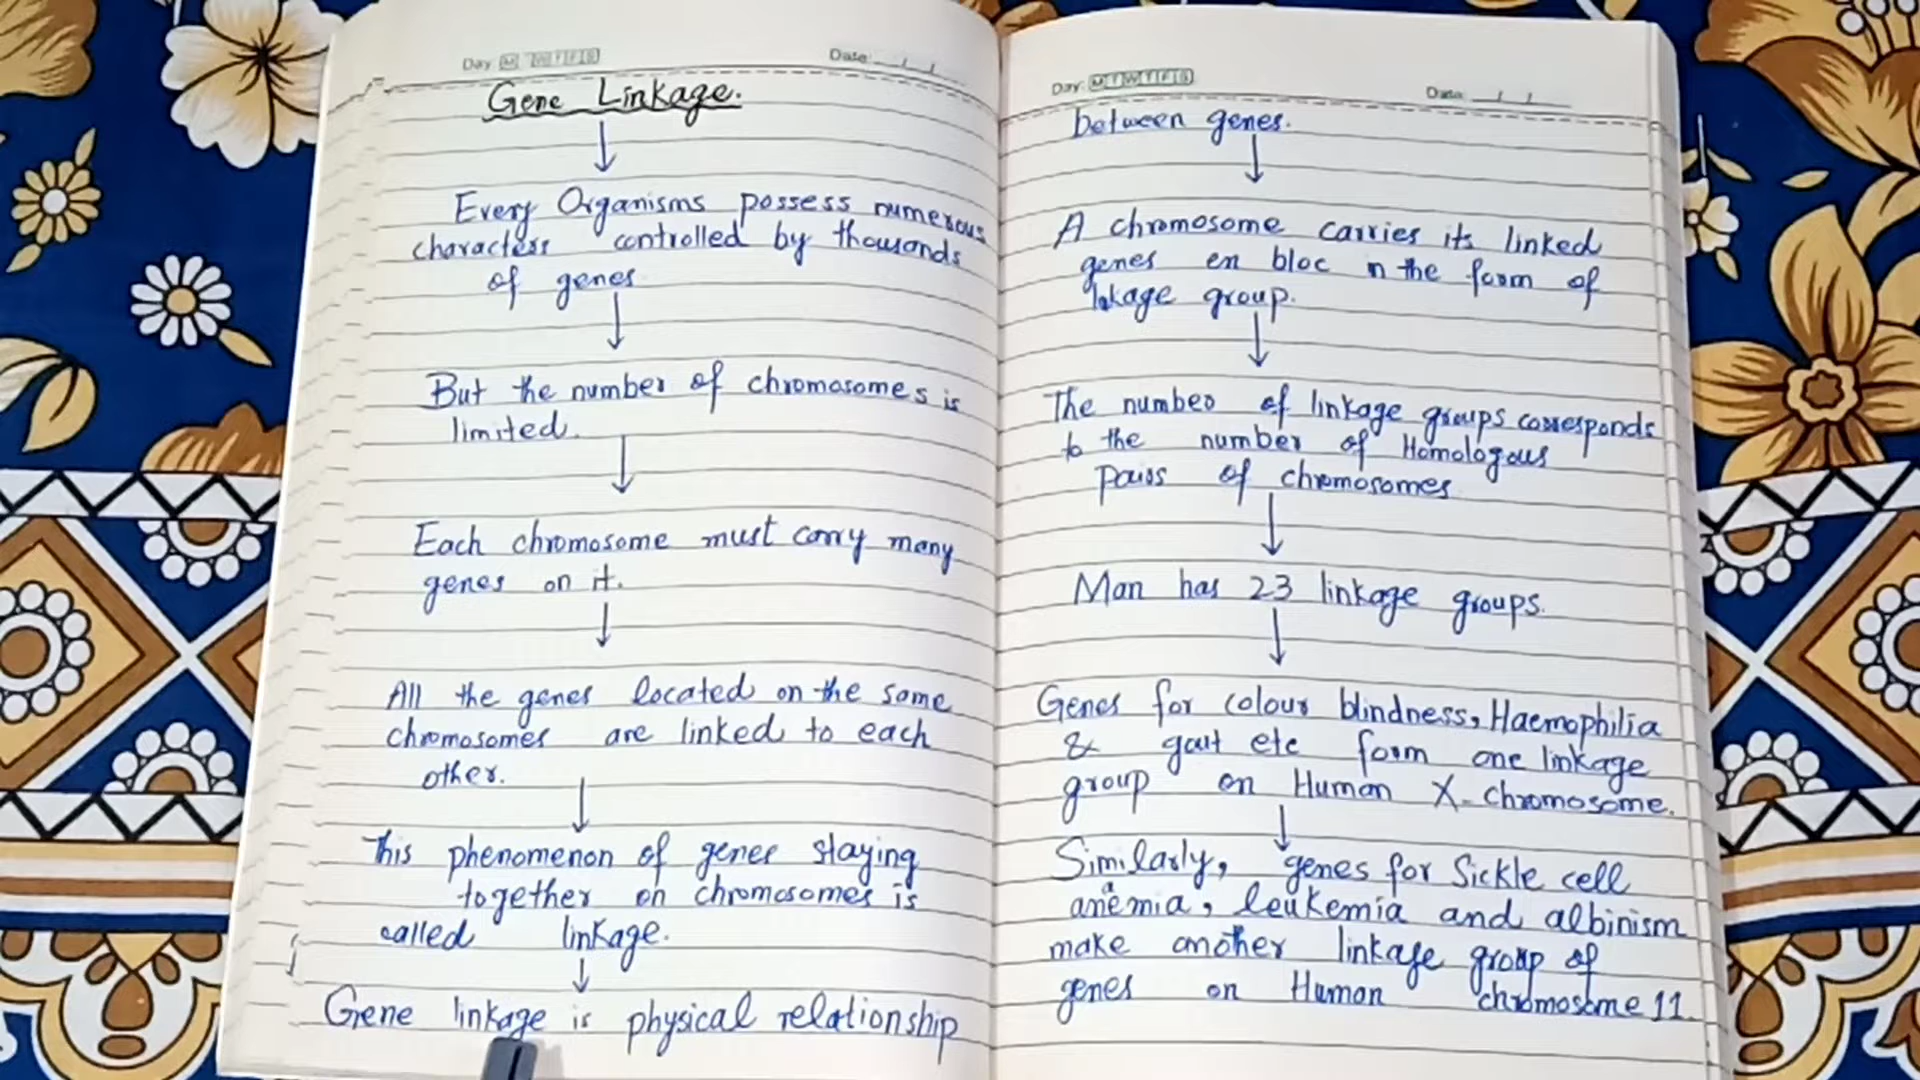 Day M T W T F S
Date: / /
Gene Linkage.
Every Organisms possess numerous
characters controlled by thousands
of genes.
But the number of chromosomes is
limited.
Each chromosome must carry many
genes on it.
All the genes located on the same
chromosomes are linked to each
other.
This phenomenon of genes staying
together on chromosomes is
called linkage.
Gene linkage is physical relationship
Day: M T W T F S
Date: / /
between genes.
A chromosome carries its linked
genes en bloc in the form of
linkage group.
The number of linkage groups corresponds
to the number of Homologous
pairs of chromosomes
Man has 23 linkage groups.
Genes for colour blindness, Haemophilia
& gout etc form one linkage
group on Human X-chromosome.
Similarly, genes for Sickle cell
anaemia, leukemia and albinism
make another linkage group of
genes on Human chromosome 11.